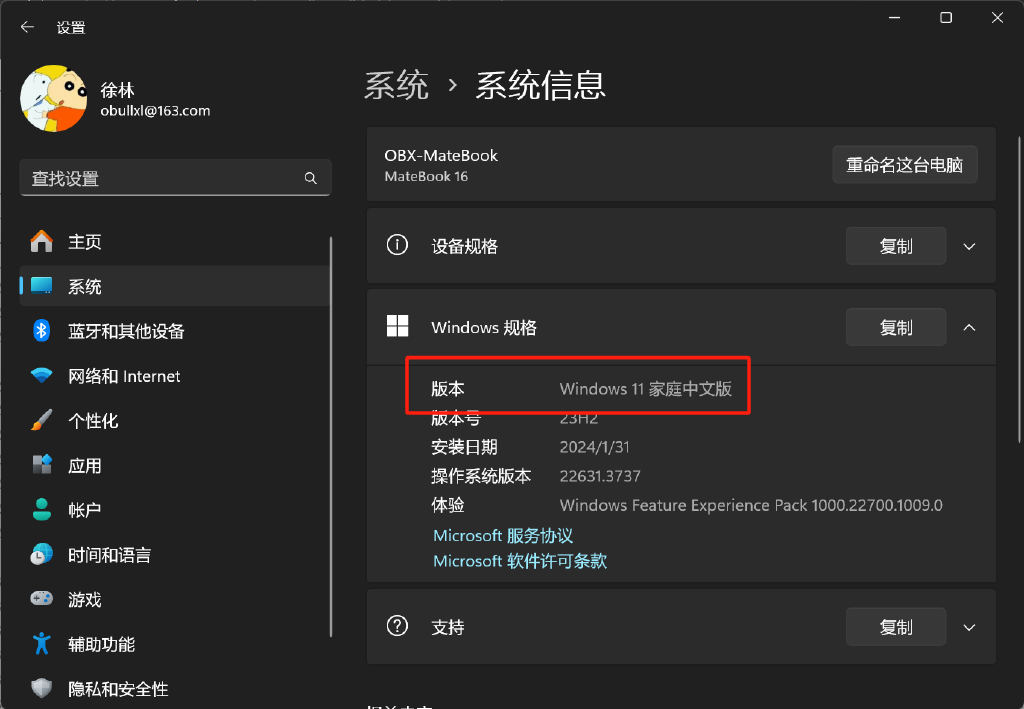 设置
徐林
obullxl@163.com
查找设置
主页
系统
蓝牙和其他设备
网络和 Internet
个性化
应用
帐户
时间和语言
游戏
辅助功能
隐私和安全性
系统 › 系统信息
OBX-MateBook
MateBook 16
重命名这台电脑
设备规格 复制
Windows 规格 复制
版本 Windows 11 家庭中文版
版本号 23H2
安装日期 2024/1/31
操作系统版本 22631.3737
体验 Windows Feature Experience Pack 1000.22700.1009.0
Microsoft 服务协议
Microsoft 软件许可条款
支持 复制